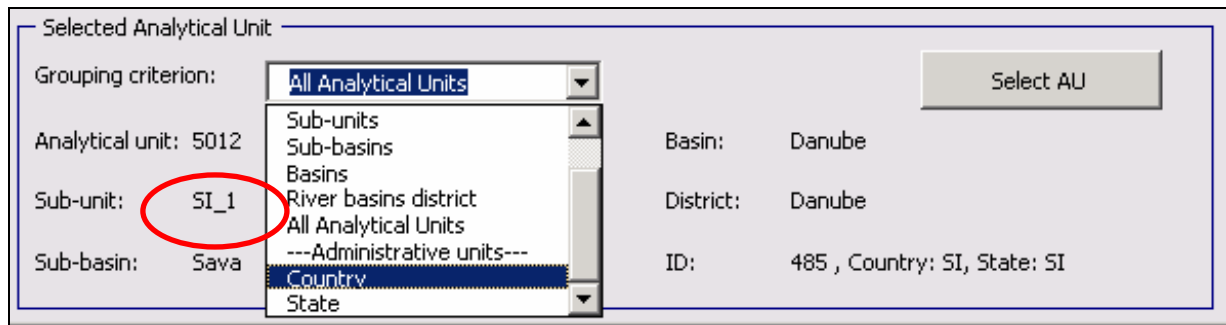 Selected Analytical Unit
Grouping criterion: All Analytical Units Select AU
Sub-units
Analytical unit: 5012 Sub-basins Basin: Danube
Basins
Sub-unit: SI_1 River basins district District: Danube
All Analytical Units
Sub-basin: Sava ---Administrative units--- ID: 485 , Country: SI, State: SI
Country
State